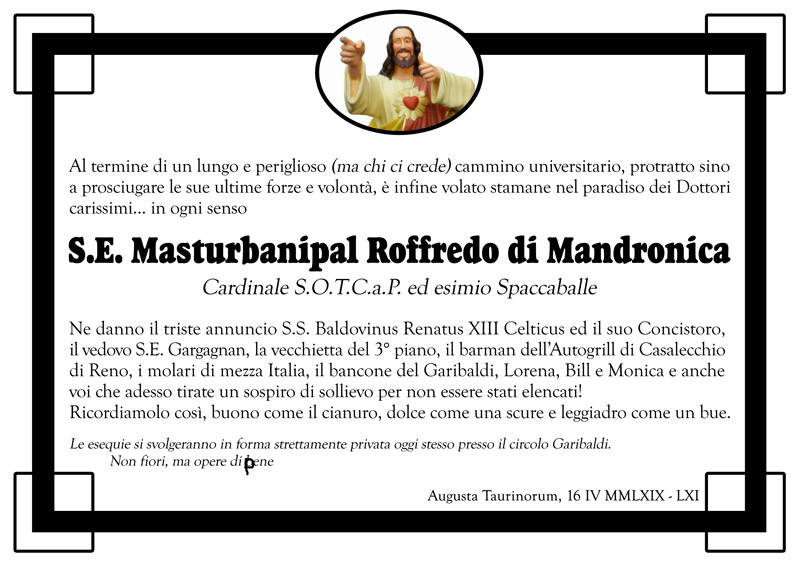 Al termine di un lungo e periglioso (ma chi ci crede) cammino universitario, protratto sino
a prosciugare le sue ultime forze e volontà, è infine volato stamane nel paradiso dei Dottori
carissimi... in ogni senso
S.E. Masturbanipal Roffredo di Mandronica
Cardinale S.O.T.C.a.P. ed esimio Spaccaballe
Ne danno il triste annuncio S.S. Baldovinus Renatus XIII Celticus ed il suo Concistoro,
il vedovo S.E. Gargagnan, la vecchietta del 3° piano, il barman dell'Autogrill di Casalecchio
di Reno, i molari di mezza Italia, il bancone del Garibaldi, Lorena, Bill e Monica e anche
voi che adesso tirate un sospiro di sollievo per non essere stati elencati!
Ricordiamolo così, buono come il cianuro, dolce come una scure e leggiadro come un bue.
Le esequie si svolgeranno in forma strettamente privata oggi stesso presso il circolo Garibaldi.
Non fiori, ma opere di pene
Augusta Taurinorum, 16 IV MMLXIX - LXI